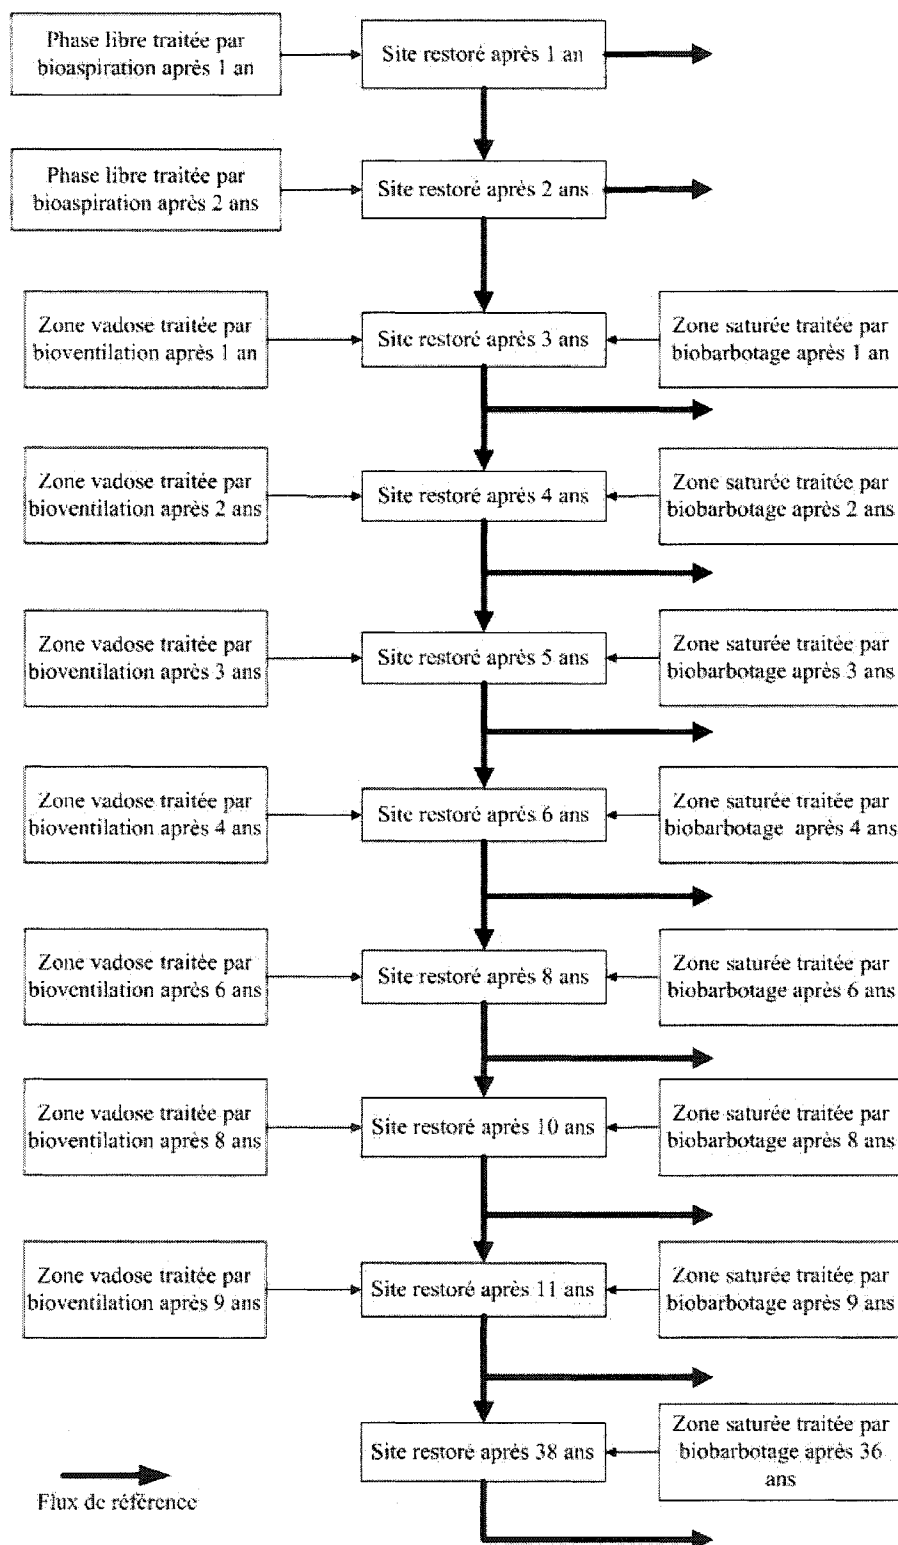 Phase libre traitée par
bioaspiration après 1 an
Site restoré après 1 an
Phase libre traitée par
bioaspiration après 2 ans
Site restoré après 2 ans
Zone vadose traitée par
bioventilation après 1 an
Site restoré après 3 ans
Zone saturée traitée par
biobarbotage après 1
an
Zone vadose traitée par
bioventilation après 2 ans
Site restoré après 4 ans
Zone saturée traitée par
biobarbotage après 2 ans
Zone vadose traitée par
bioventilation après 3 ans
Site restoré après 5 ans
Zone saturée traitée par
biobarbotage après 3 ans
Zone vadose traitée par
bioventilation après 4 ans
Site restoré après 6 ans
Zone saturée traitée par
biobarbotage après 4 ans
Zone vadose traitée par
bioventilation après 6 ans
Site restoré après 8 ans
Zone saturée traitée par
biobarbotage après 6 ans
Zone vadose traitée par
bioventilation après 8 ans
Site restoré après 10 ans
Zone saturée traitée par
biobarbotage après 8 ans
Zone vadose traitée par
bioventilation après 9 ans
Site restoré après 11 ans
Zone saturée traitée par
biobarbotage après 9 ans
Site restoré après 38 ans
Zone saturée traitée par
biobarbotage après 36
ans
Flux de référence